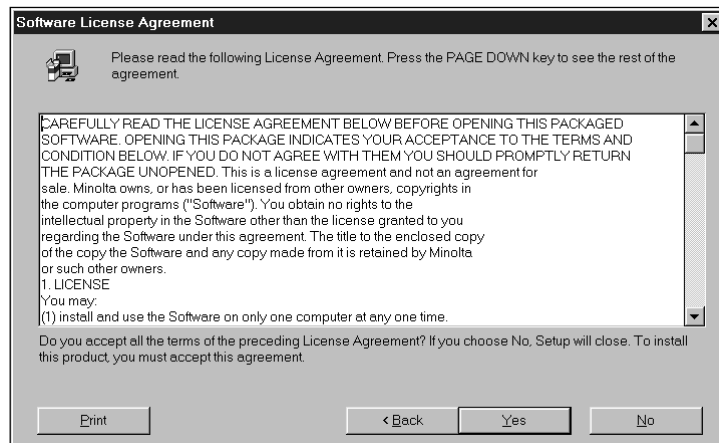 Software License Agreement
Please read the following License Agreement. Press the PAGE DOWN key to see the rest of the
agreement.
CAREFULLY READ THE LICENSE AGREEMENT BELOW BEFORE OPENING THIS PACKAGED
SOFTWARE. OPENING THIS PACKAGE INDICATES YOUR ACCEPTANCE TO THE TERMS AND
CONDITION BELOW. IF YOU DO NOT AGREE WITH THEM YOU SHOULD PROMPTLY RETURN
THE PACKAGE UNOPENED. This is a license agreement and not an agreement for
sale. Minolta owns, or has been licensed from other owners, copyrights in
the computer programs ("Software"). You obtain no rights to the
intellectual property in the Software other than the license granted to you
regarding the Software under this agreement. The title to the enclosed copy
of the copy the Software and any copy made from it is retained by Minolta
or such other owners.
1. LICENSE
You may:
(1) install and use the Software on only one computer at any one time.
Do you accept all the terms of the preceding License Agreement? If you choose No, Setup will close. To install
this product, you must accept this agreement.
Print
< Back
Yes
No